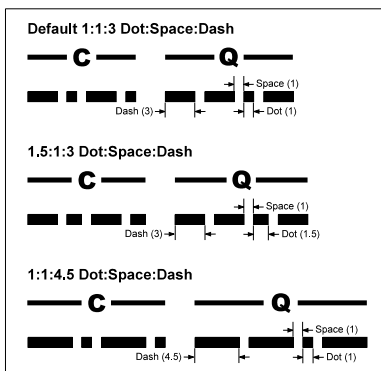 Default 1:1:3 Dot:Space:Dash
C Q
Space (1)
Dash (3) Dot (1)
1.5:1:3 Dot:Space:Dash
C Q
Space (1)
Dash (3) Dot (1.5)
1:1:4.5 Dot:Space:Dash
C Q
Space (1)
Dash (4.5) Dot (1)